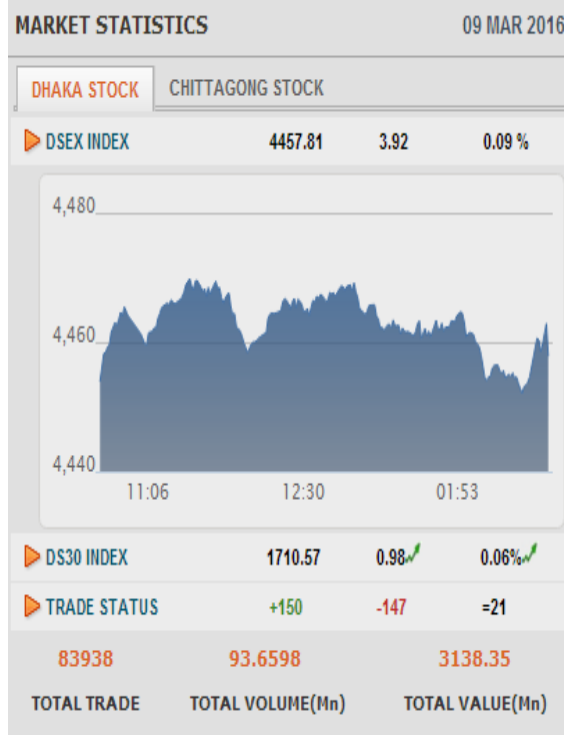 MARKET STATISTICS 09 MAR 2016
DHAKA STOCK CHITTAGONG STOCK
DSEX INDEX 4457.81 3.92 0.09 %
4,480
4,460
4,440
11:06 12:30 01:53
DS30 INDEX 1710.57 0.98 0.06%
TRADE STATUS +150 -147 =21
83938 93.6598 3138.35
TOTAL TRADE TOTAL VOLUME(Mn) TOTAL VALUE(Mn)